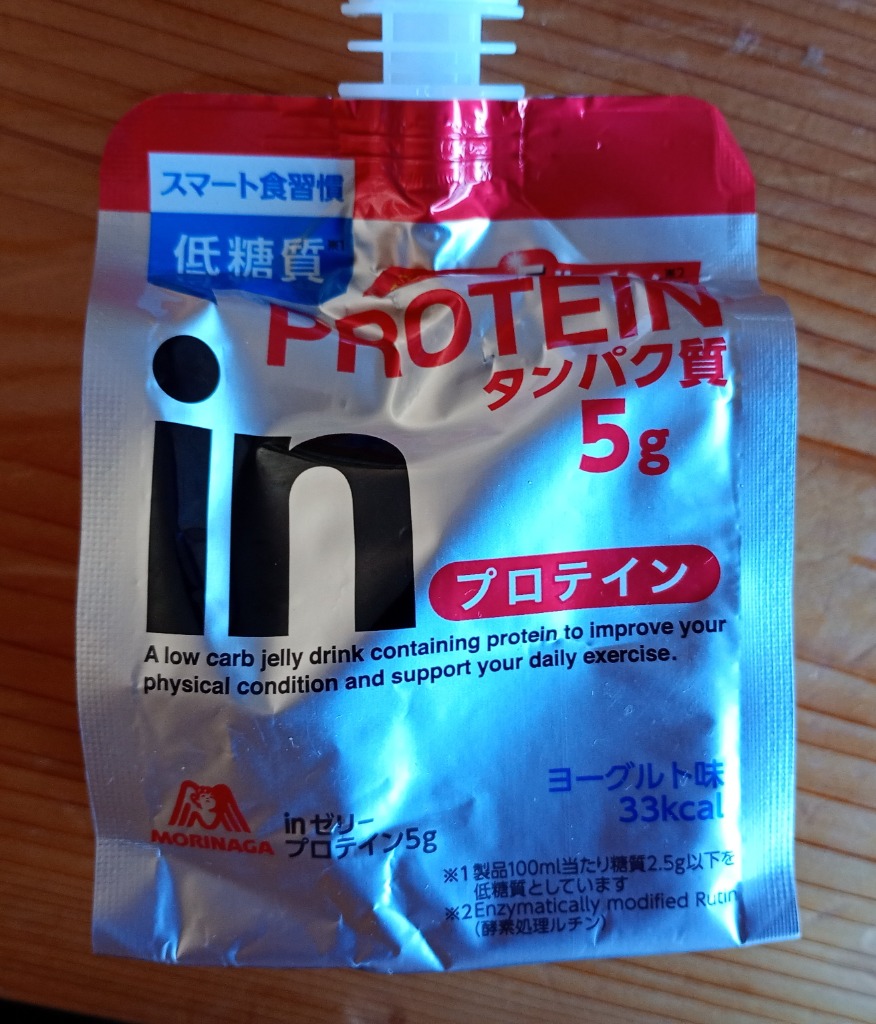 スマート食習慣
低糖質※1
PROTEIN
タンパク質
5g
in
プロテイン
A low carb jelly drink containing protein to improve your
physical condition and support your daily exercise.
ヨーグルト味
33kcal
MORINAGA
inゼリー
プロテイン5g
※1 製品100ml当たり糖質2.5g以下を
低糖質としています
※2 Enzymatically modified Rutin
(酵素処理ルチン)